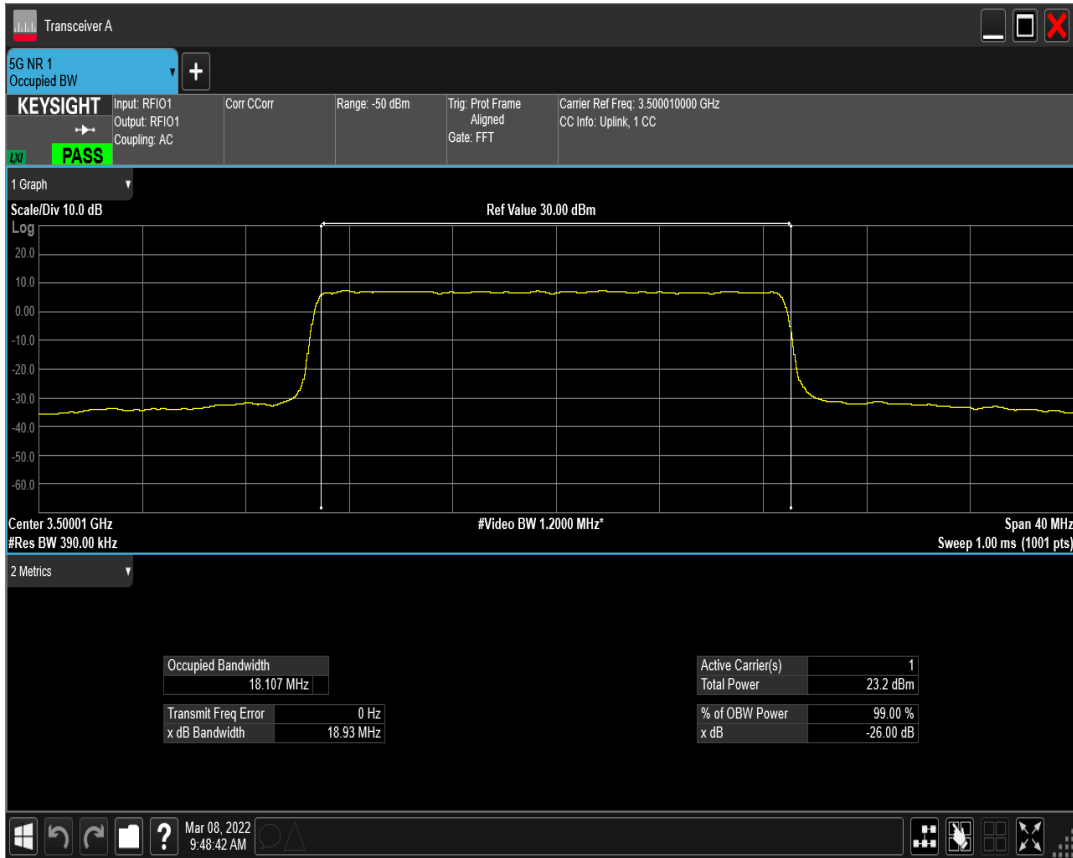 Transceiver A
5G NR 1
Occupied BW
KEYSIGHT
LXI
PASS
Input: RFIO1
Output: RFIO1
Coupling: AC
Corr CCorr
Range: -50 dBm
Trig: Prot Frame
Aligned
Gate: FFT
Carrier Ref Freq: 3.500010000 GHz
CC Info: Uplink, 1 CC
1 Graph
Scale/Div 10.0 dB
Ref Value 30.00 dBm
Log
20.0
10.0
0.00
-10.0
-20.0
-30.0
-40.0
-50.0
-60.0
Center 3.50001 GHz
#Video BW 1.2000 MHz*
Span 40 MHz
#Res BW 390.00 kHz
Sweep 1.00 ms (1001 pts)
2 Metrics
Occupied Bandwidth
18.107 MHz
Transmit Freq Error 0 Hz
x dB Bandwidth 18.93 MHz
Active Carrier(s) 1
Total Power 23.2 dBm
% of OBW Power 99.00 %
x dB -26.00 dB
Mar 08, 2022
9:48:42 AM